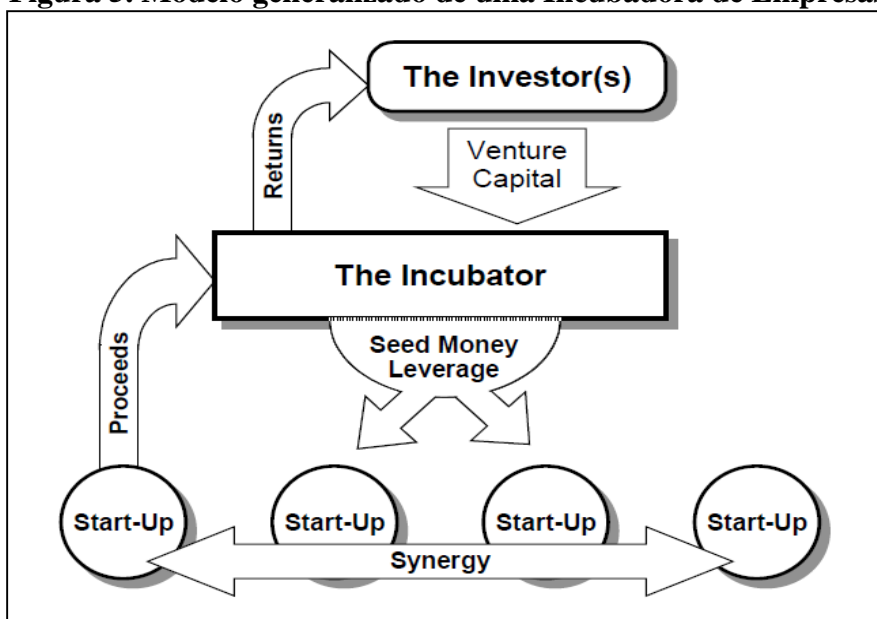 Figura 3. Modelo generalizado de uma Incubadora de Empresas
The Investor(s)
Returns
Venture
Capital
The Incubator
Proceeds
Seed Money
Leverage
Start-Up
Start-Up
Start-Up
Start-Up
Synergy